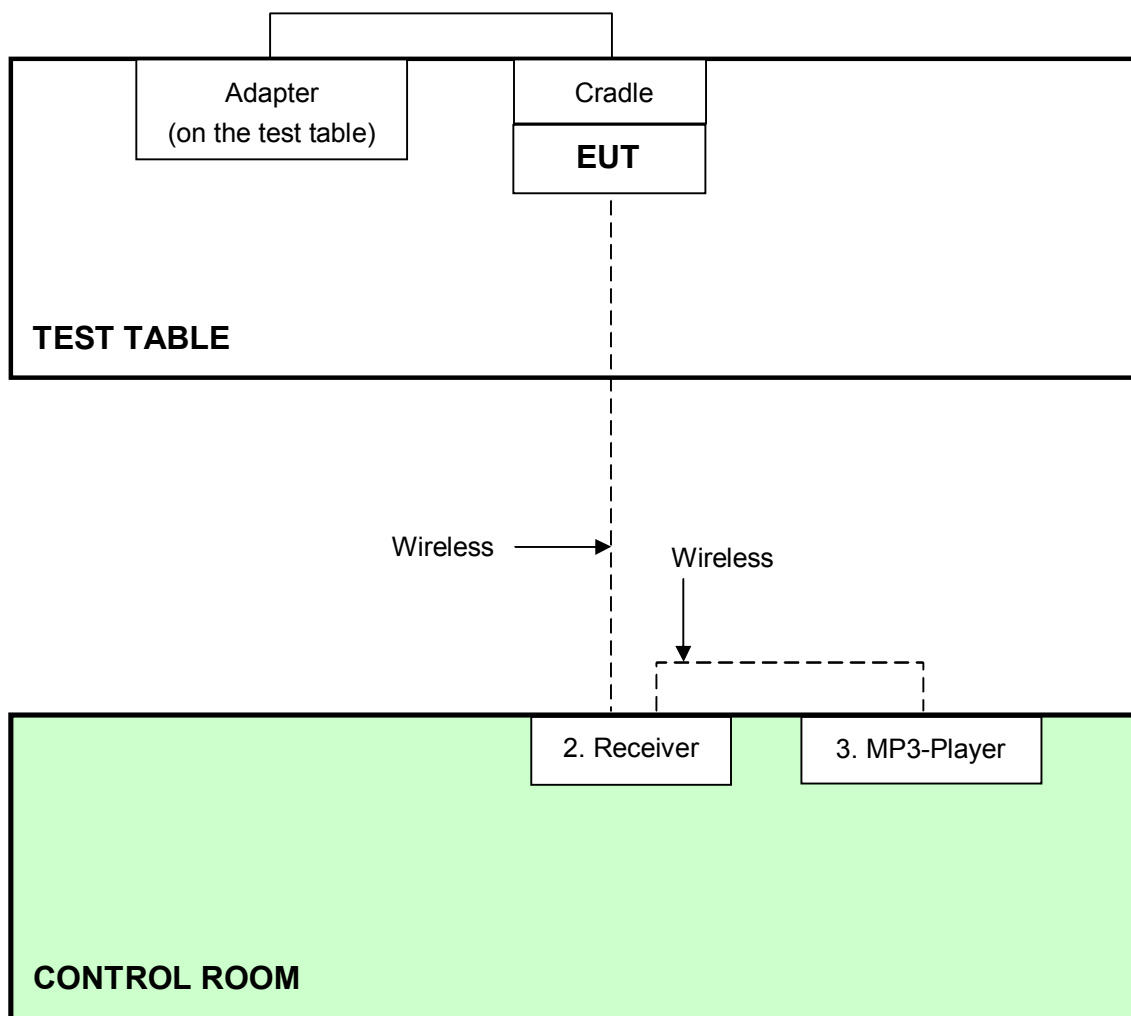 Adapter
(on the test table)
Cradle
EUT
TEST TABLE
Wireless
Wireless
2. Receiver
3. MP3-Player
CONTROL ROOM